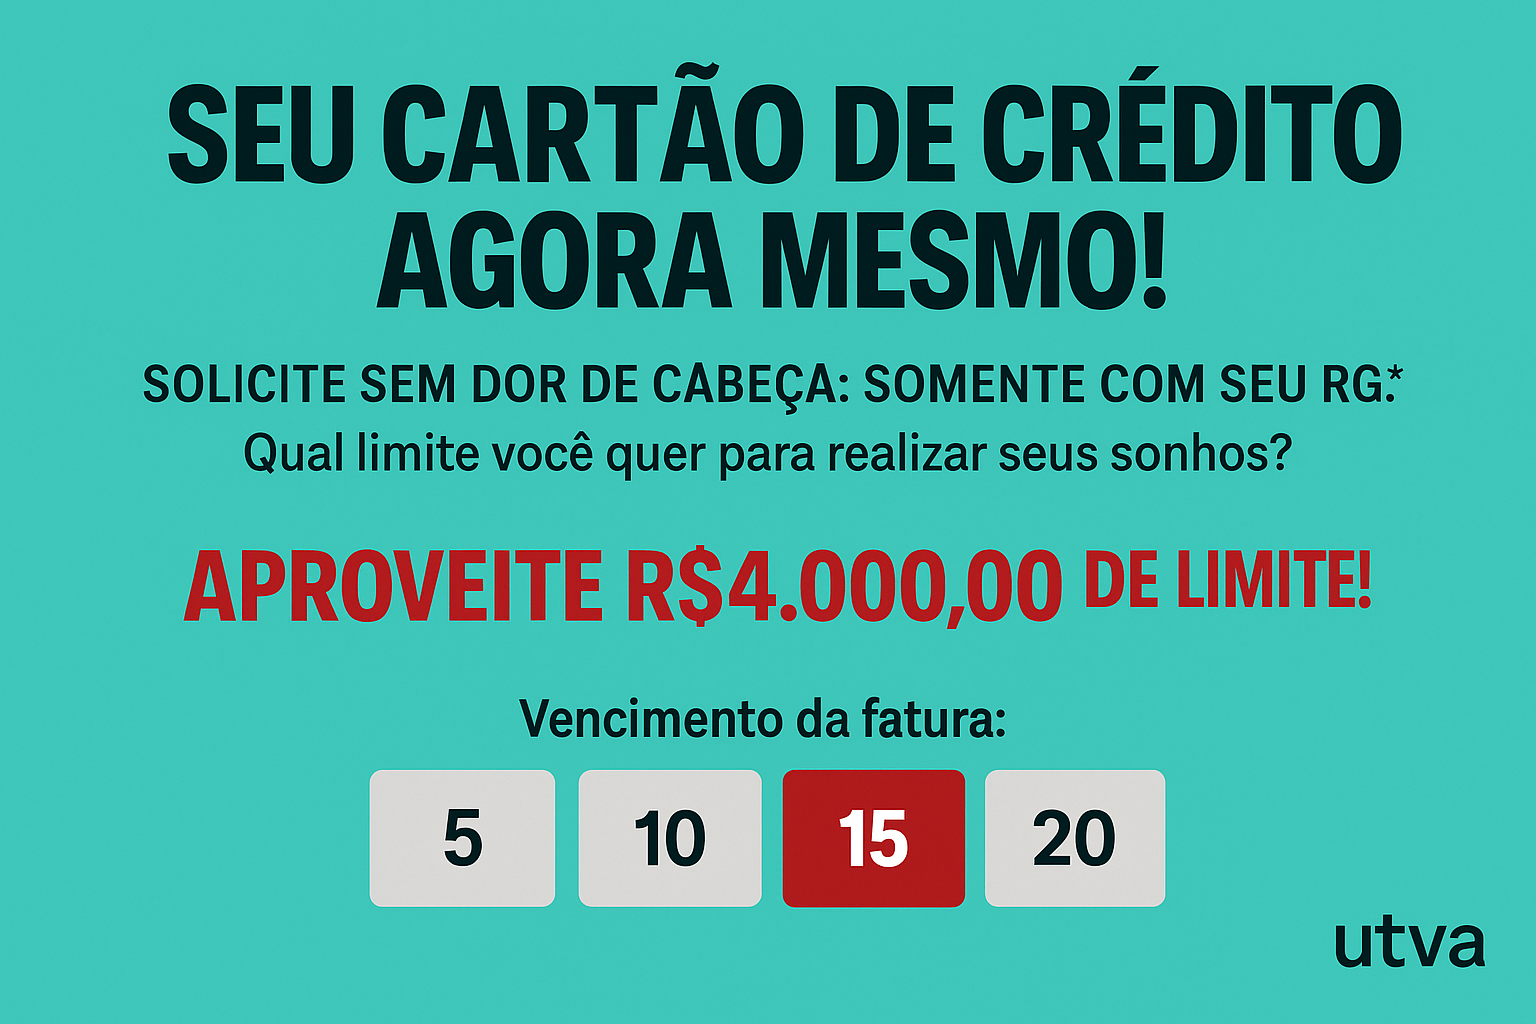 SEU CARTÃO DE CRÉDITO
AGORA MESMO!
SOLICITE SEM DOR DE CABEÇA: SOMENTE COM SEU RG.*
Qual limite você quer para realizar seus sonhos?
APROVEITE R$4.000,00 DE LIMITE!
Vencimento da fatura:
5 10 15 20
utva